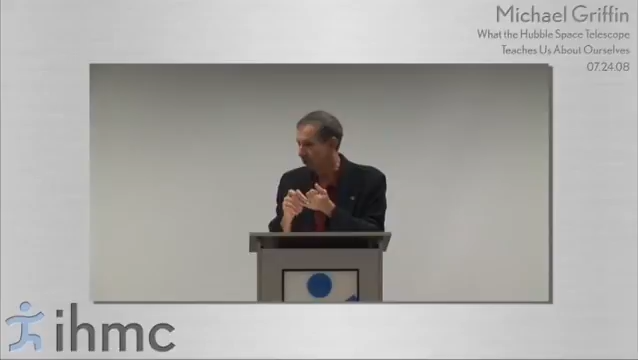 Michael Griffin
What the Hubble Space Telescope
Teaches Us About Ourselves
07.24.08
ihmc